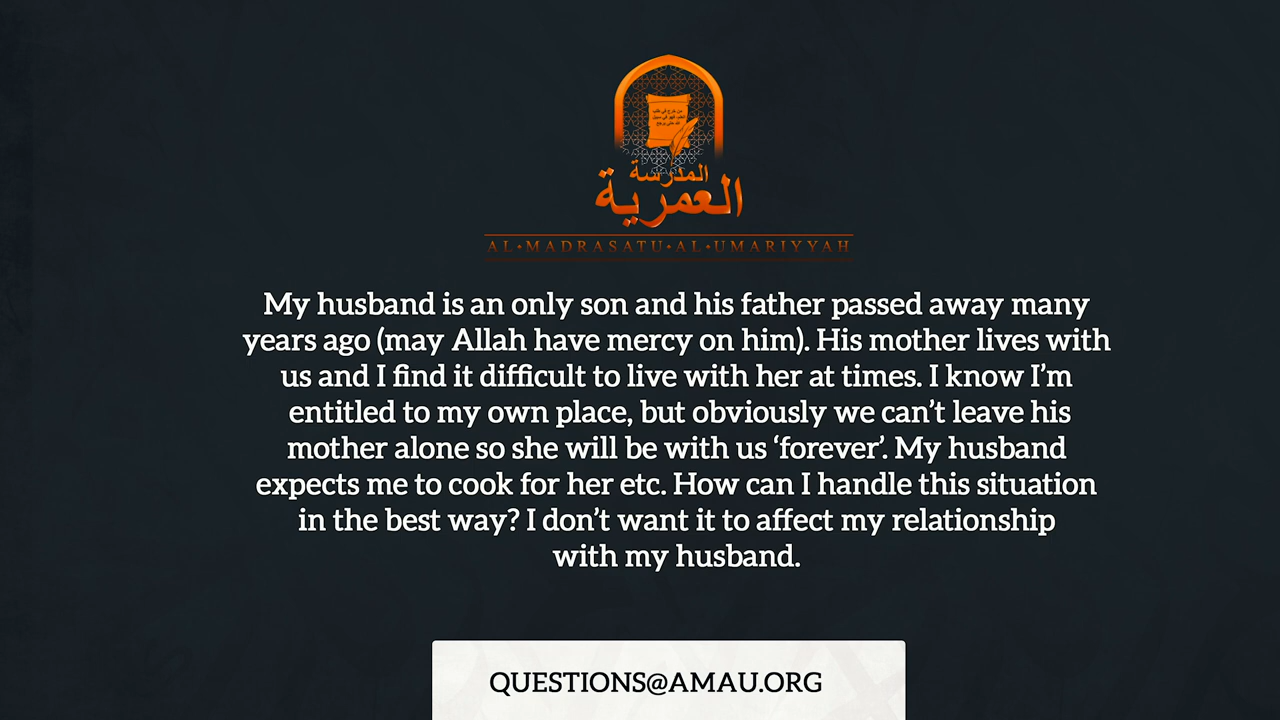 المدرسة
العمرية
AL•MADRASATU•AL•UMARIYYAH
My husband is an only son and his father passed away many
years ago (may Allah have mercy on him). His mother lives with
us and I find it difficult to live with her at times. I know I’m
entitled to my own place, but obviously we can’t leave his
mother alone so she will be with us ‘forever’. My husband
expects me to cook for her etc. How can I handle this situation
in the best way? I don’t want it to affect my relationship
with my husband.
QUESTIONS@AMAU.ORG